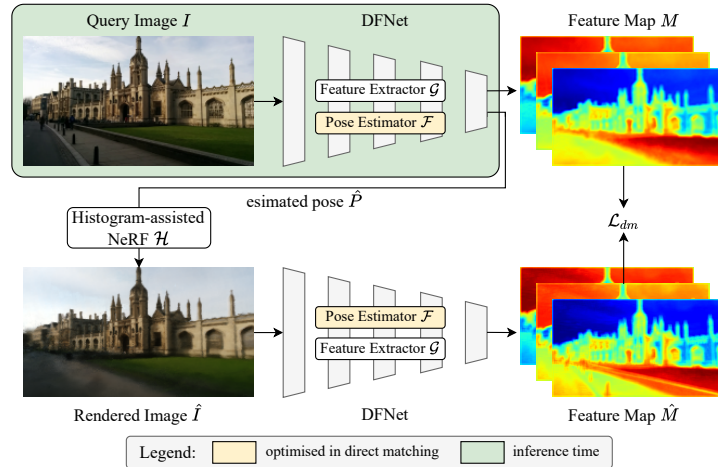 Query Image I
DFNet
Feature Map M
Feature Extractor 𝒢
Pose Estimator ℱ
esimated pose P̂
Histogram-assisted
NeRF ℋ
ℒdm
Pose Estimator ℱ
Feature Extractor 𝒢
Rendered Image Î
DFNet
Feature Map M̂
Legend:
optimised in direct matching
inference time